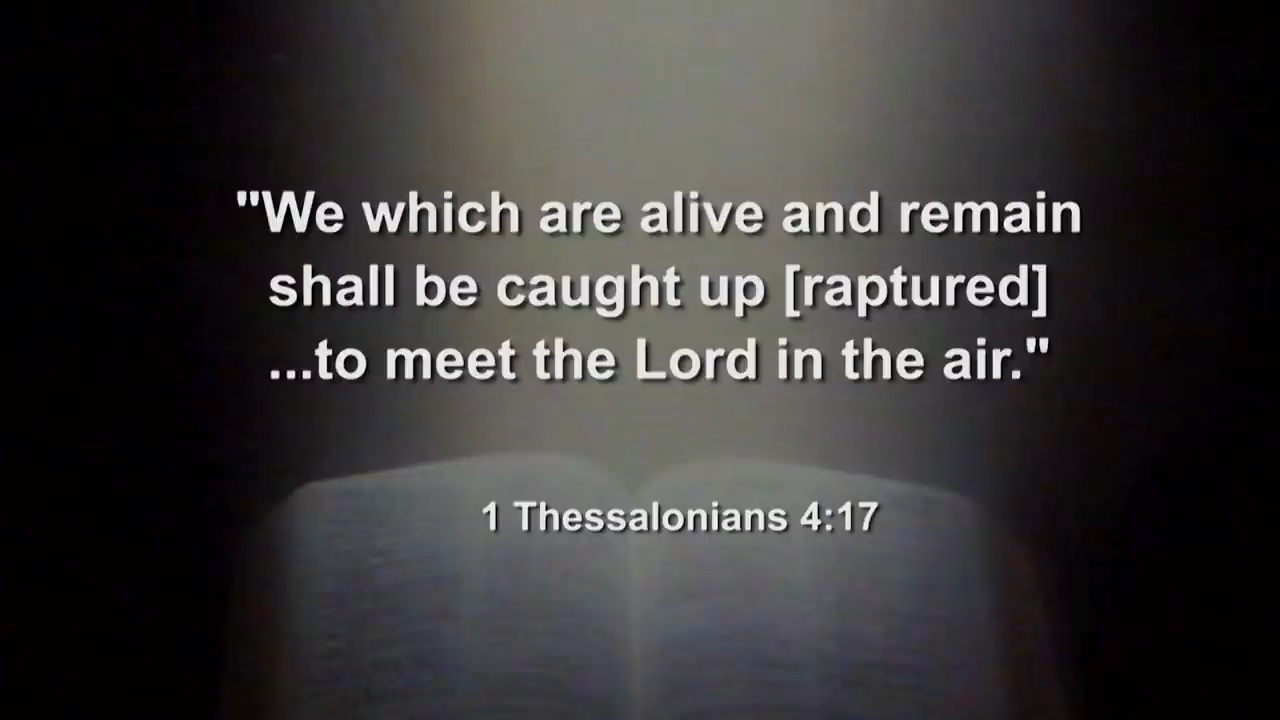 "We which are alive and remain
shall be caught up [raptured]
...to meet the Lord in the air."
1 Thessalonians 4:17